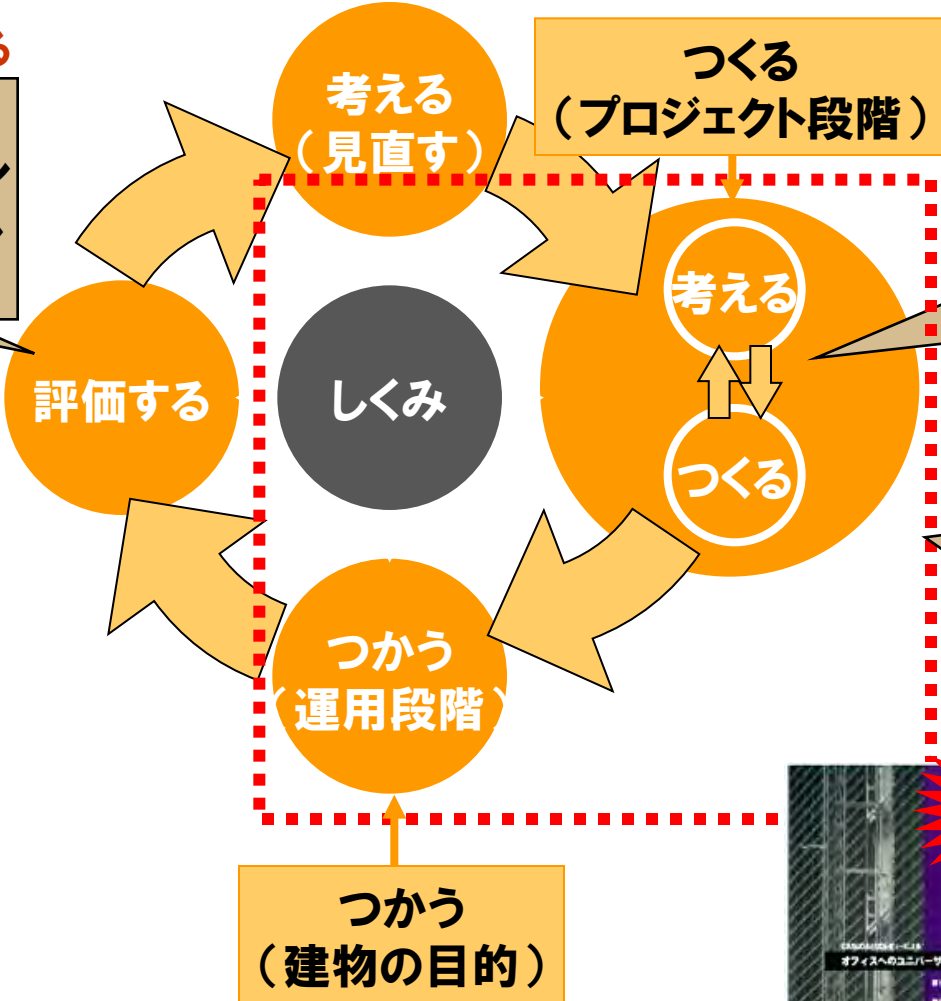 る
考える
（見直す）
つくる
（プロジェクト段階）
考える
評価する
しくみ
つくる
つかう
（運用段階）
つかう
（建物の目的）
オフィスへのユニバーサ